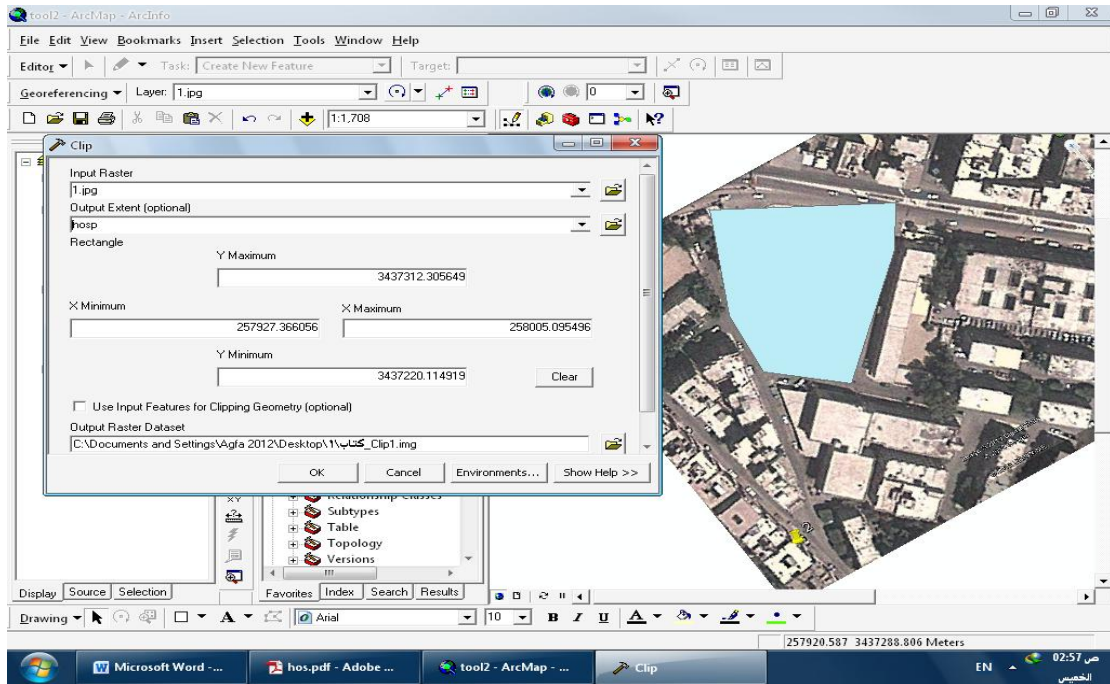 tool2 - ArcMap - ArcInfo
File Edit View Bookmarks Insert Selection Tools Window Help
Editor Task: Create New Feature Target:
Georeferencing Layer: 1.jpg 0
1:1,708
Clip
Input Raster
1.jpg
Output Extent (optional)
hosp
Rectangle
Y Maximum
3437312.305649
X Minimum X Maximum
257927.366056 258005.095496
Y Minimum
3437220.114919
Clear
Use Input Features for Clipping Geometry (optional)
Output Raster Dataset
C:\Documents and Settings\Agfa 2012\Desktop\كتاب\1_Clip1.img
OK Cancel Environments... Show Help >>
Relationship Classes
Subtypes
Table
Topology
Versions
Display Source Selection Favorites Index Search Results
Drawing Arial 10 B I U A
257920.587 3437288.806 Meters
Microsoft Word -... hos.pdf - Adobe ... tool2 - ArcMap - ... Clip EN 02:57 ص
الخميس